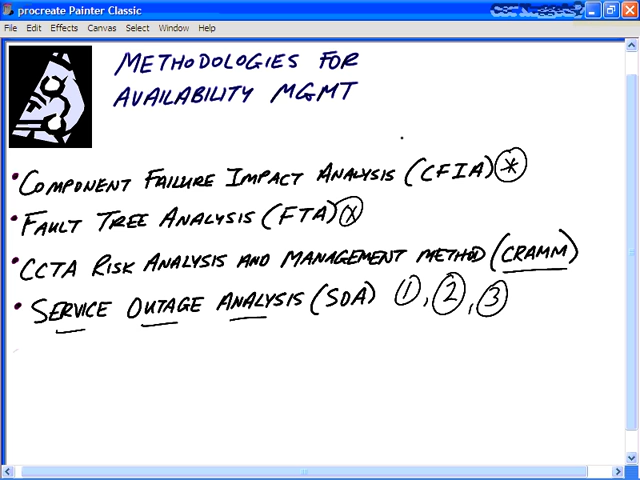 procreate Painter Classic
File Edit Effects Canvas Select Window Help
METHODOLOGIES FOR
AVAILABILITY MGMT
• COMPONENT FAILURE IMPACT ANALYSIS (CFIA) *
• FAULT TREE ANALYSIS (FTA) X
• CCTA RISK ANALYSIS AND MANAGEMENT METHOD (CRAMM)
• SERVICE OUTAGE ANALYSIS (SOA) 1, 2, 3